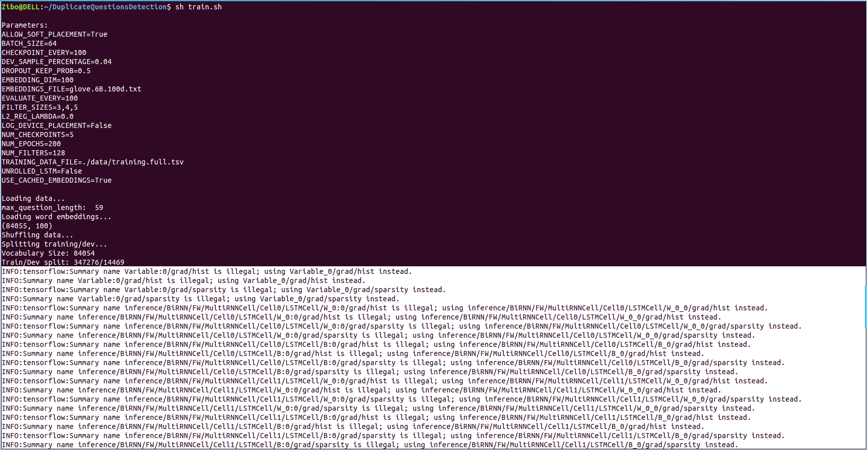 Zibo@DELL:~/DuplicateQuestionsDetection$ sh train.sh
Parameters:
ALLOW_SOFT_PLACEMENT=True
BATCH_SIZE=64
CHECKPOINT_EVERY=100
DEV_SAMPLE_PERCENTAGE=0.04
DROPOUT_KEEP_PROB=0.5
EMBEDDING_DIM=100
EMBEDDINGS_FILE=glove.6B.100d.txt
EVALUATE_EVERY=100
FILTER_SIZES=3,4,5
L2_REG_LAMBDA=0.0
LOG_DEVICE_PLACEMENT=False
NUM_CHECKPOINTS=5
NUM_EPOCHS=200
NUM_FILTERS=128
TRAINING_DATA_FILE=./data/training.full.tsv
UNROLLED_LSTM=False
USE_CACHED_EMBEDDINGS=True
Loading data...
max_question_length:  59
Loading word embeddings...
(84055, 100)
Shuffling data...
Splitting training/dev...
Vocabulary Size: 84054
Train/Dev split: 347276/14469
INFO:tensorflow:Summary name Variable:0/grad/hist is illegal; using Variable_0/grad/hist instead.
INFO:Summary name Variable:0/grad/hist is illegal; using Variable_0/grad/hist instead.
INFO:tensorflow:Summary name Variable:0/grad/sparsity is illegal; using Variable_0/grad/sparsity instead.
INFO:Summary name Variable:0/grad/sparsity is illegal; using Variable_0/grad/sparsity instead.
INFO:tensorflow:Summary name inference/BiRNN/FW/MultiRNNCell/Cell0/LSTMCell/W_0:0/grad/hist is illegal; using inference/BiRNN/FW/MultiRNNCell/Cell0/LSTMCell/W_0_0/grad/hist instead.
INFO:Summary name inference/BiRNN/FW/MultiRNNCell/Cell0/LSTMCell/W_0:0/grad/hist is illegal; using inference/BiRNN/FW/MultiRNNCell/Cell0/LSTMCell/W_0_0/grad/hist instead.
INFO:tensorflow:Summary name inference/BiRNN/FW/MultiRNNCell/Cell0/LSTMCell/W_0:0/grad/sparsity is illegal; using inference/BiRNN/FW/MultiRNNCell/Cell0/LSTMCell/W_0_0/grad/sparsity instead.
INFO:Summary name inference/BiRNN/FW/MultiRNNCell/Cell0/LSTMCell/W_0:0/grad/sparsity is illegal; using inference/BiRNN/FW/MultiRNNCell/Cell0/LSTMCell/W_0_0/grad/sparsity instead.
INFO:tensorflow:Summary name inference/BiRNN/FW/MultiRNNCell/Cell0/LSTMCell/B:0/grad/hist is illegal; using inference/BiRNN/FW/MultiRNNCell/Cell0/LSTMCell/B_0/grad/hist instead.
INFO:Summary name inference/BiRNN/FW/MultiRNNCell/Cell0/LSTMCell/B:0/grad/hist is illegal; using inference/BiRNN/FW/MultiRNNCell/Cell0/LSTMCell/B_0/grad/hist instead.
INFO:tensorflow:Summary name inference/BiRNN/FW/MultiRNNCell/Cell0/LSTMCell/B:0/grad/sparsity is illegal; using inference/BiRNN/FW/MultiRNNCell/Cell0/LSTMCell/B_0/grad/sparsity instead.
INFO:Summary name inference/BiRNN/FW/MultiRNNCell/Cell0/LSTMCell/B:0/grad/sparsity is illegal; using inference/BiRNN/FW/MultiRNNCell/Cell0/LSTMCell/B_0/grad/sparsity instead.
INFO:tensorflow:Summary name inference/BiRNN/FW/MultiRNNCell/Cell1/LSTMCell/W_0:0/grad/hist is illegal; using inference/BiRNN/FW/MultiRNNCell/Cell1/LSTMCell/W_0_0/grad/hist instead.
INFO:Summary name inference/BiRNN/FW/MultiRNNCell/Cell1/LSTMCell/W_0:0/grad/hist is illegal; using inference/BiRNN/FW/MultiRNNCell/Cell1/LSTMCell/W_0_0/grad/hist instead.
INFO:tensorflow:Summary name inference/BiRNN/FW/MultiRNNCell/Cell1/LSTMCell/W_0:0/grad/sparsity is illegal; using inference/BiRNN/FW/MultiRNNCell/Cell1/LSTMCell/W_0_0/grad/sparsity instead.
INFO:Summary name inference/BiRNN/FW/MultiRNNCell/Cell1/LSTMCell/W_0:0/grad/sparsity is illegal; using inference/BiRNN/FW/MultiRNNCell/Cell1/LSTMCell/W_0_0/grad/sparsity instead.
INFO:tensorflow:Summary name inference/BiRNN/FW/MultiRNNCell/Cell1/LSTMCell/B:0/grad/hist is illegal; using inference/BiRNN/FW/MultiRNNCell/Cell1/LSTMCell/B_0/grad/hist instead.
INFO:Summary name inference/BiRNN/FW/MultiRNNCell/Cell1/LSTMCell/B:0/grad/hist is illegal; using inference/BiRNN/FW/MultiRNNCell/Cell1/LSTMCell/B_0/grad/hist instead.
INFO:tensorflow:Summary name inference/BiRNN/FW/MultiRNNCell/Cell1/LSTMCell/B:0/grad/sparsity is illegal; using inference/BiRNN/FW/MultiRNNCell/Cell1/LSTMCell/B_0/grad/sparsity instead.
INFO:Summary name inference/BiRNN/FW/MultiRNNCell/Cell1/LSTMCell/B:0/grad/sparsity is illegal; using inference/BiRNN/FW/MultiRNNCell/Cell1/LSTMCell/B_0/grad/sparsity instead.